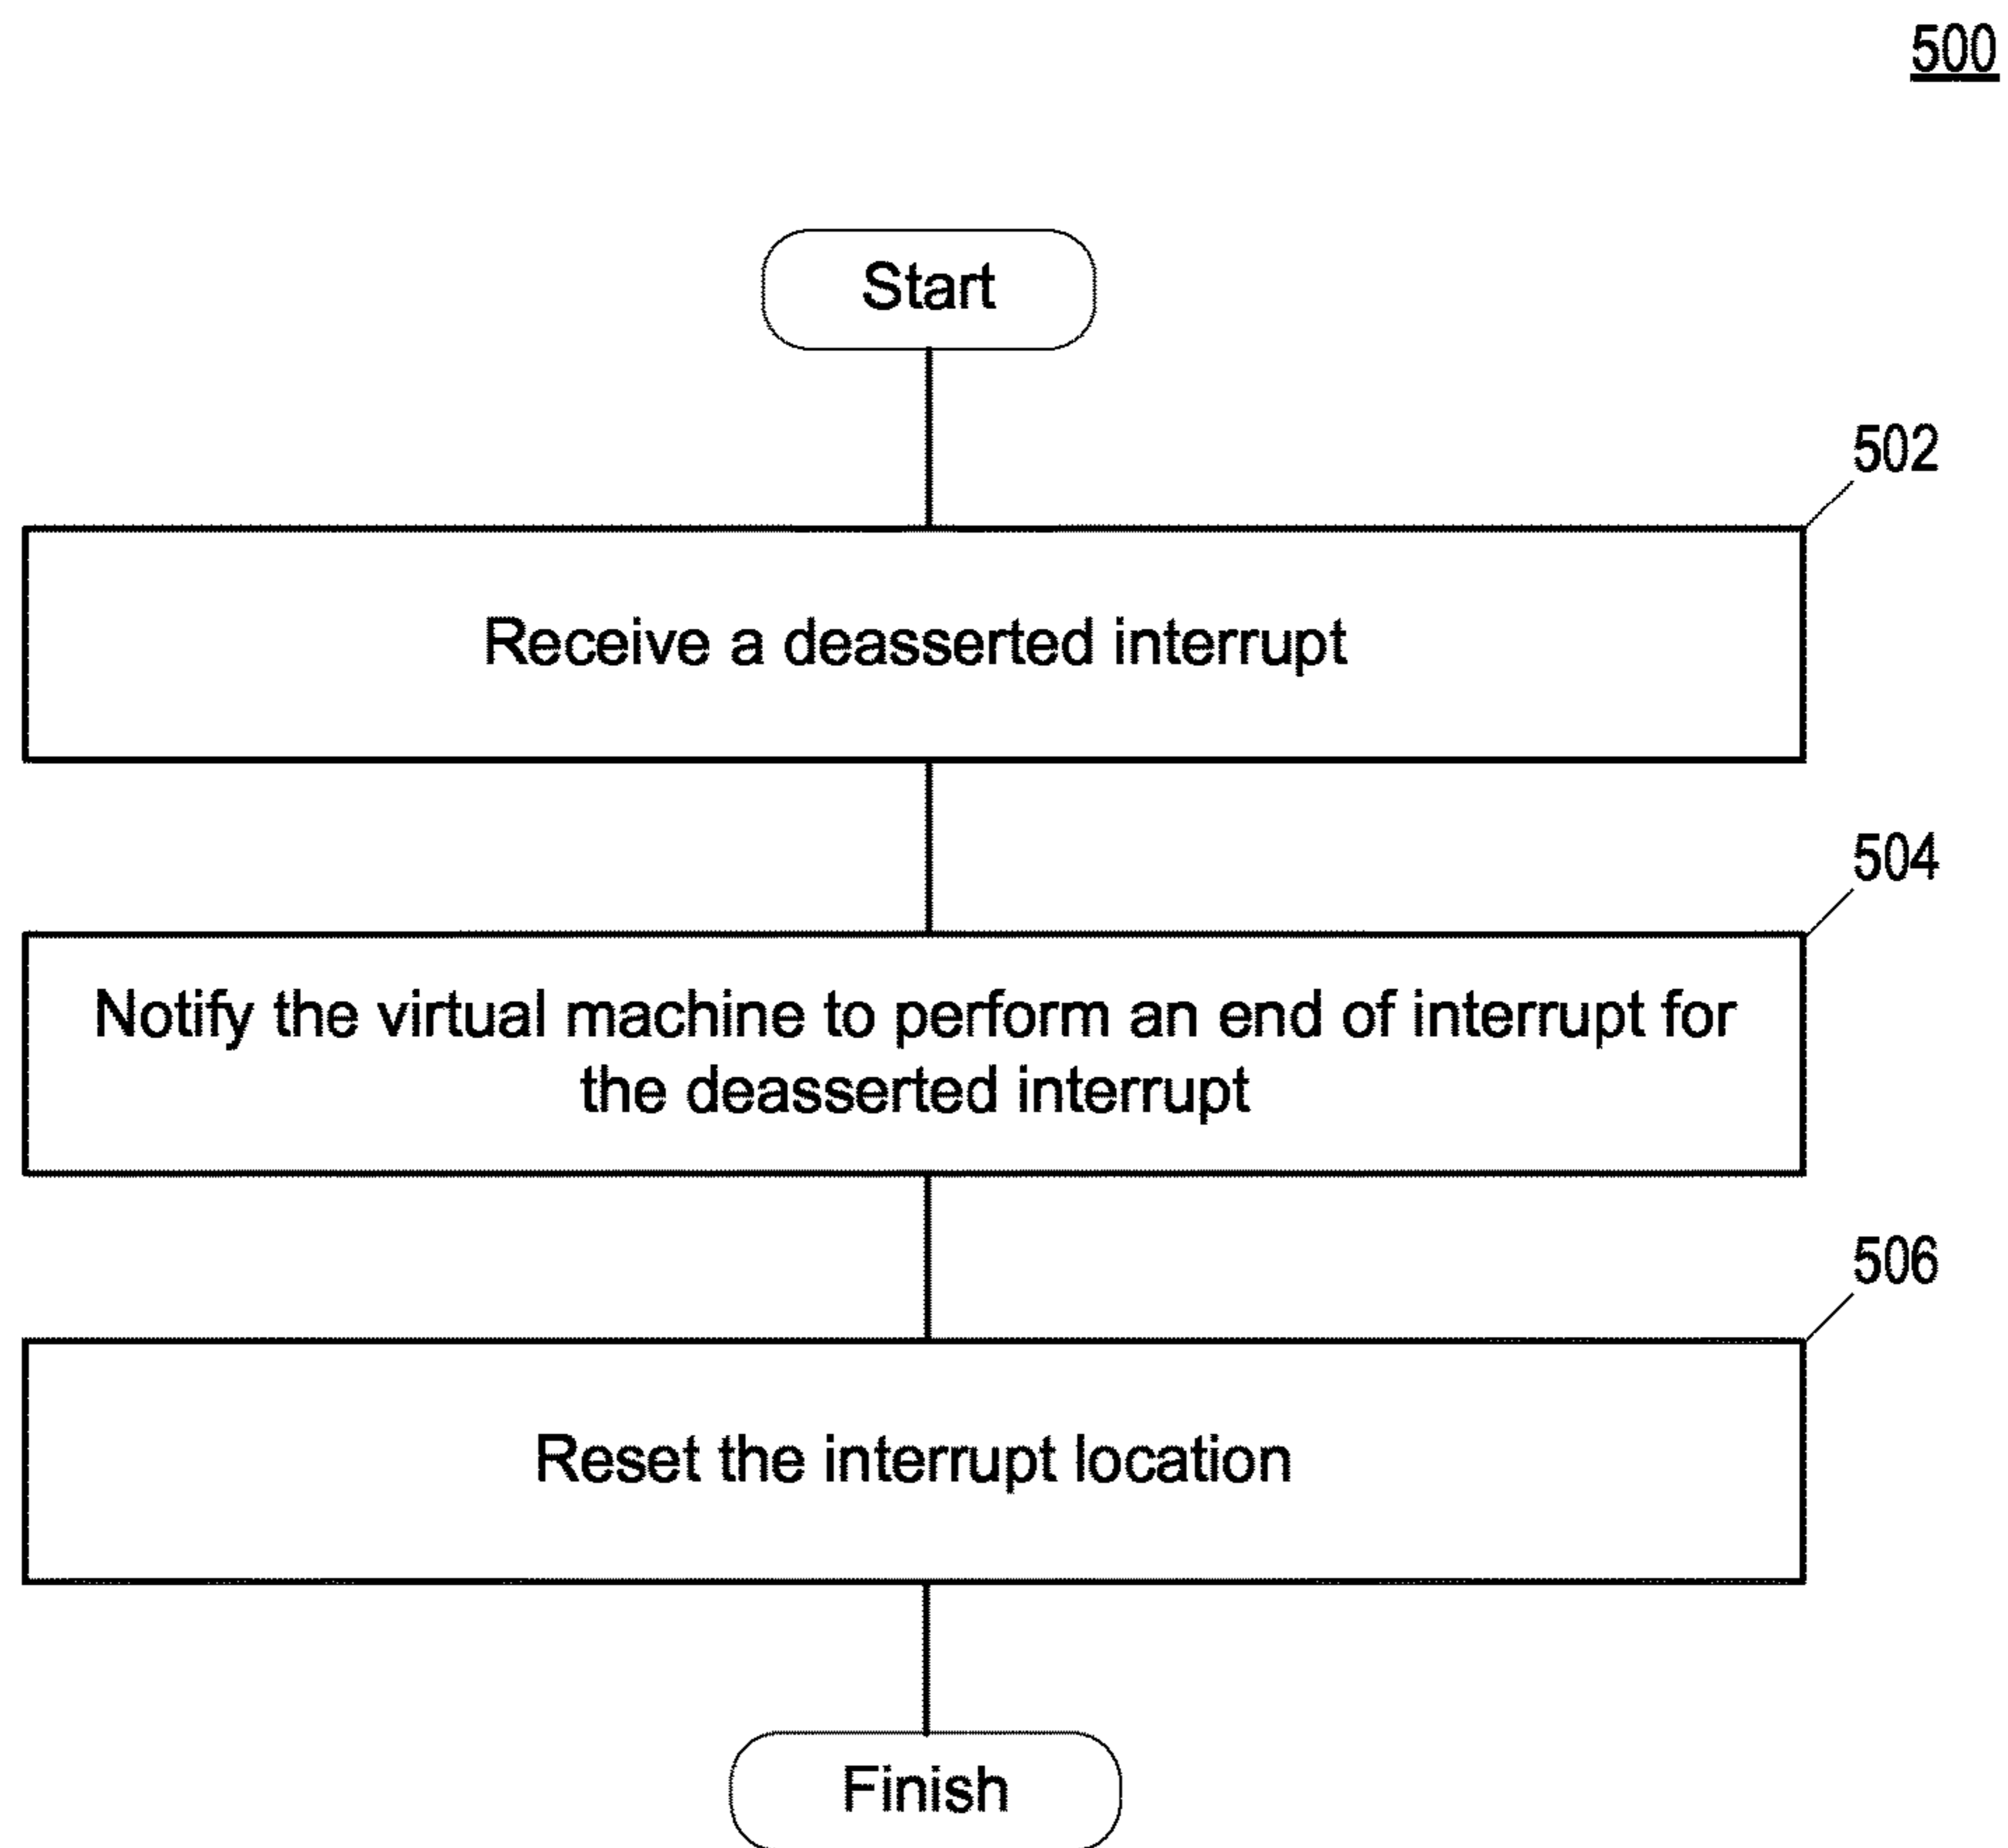 500
Start
502
Receive a deasserted interrupt
504
Notify the virtual machine to perform an end of interrupt for
the deasserted interrupt
506
Reset the interrupt location
Finish